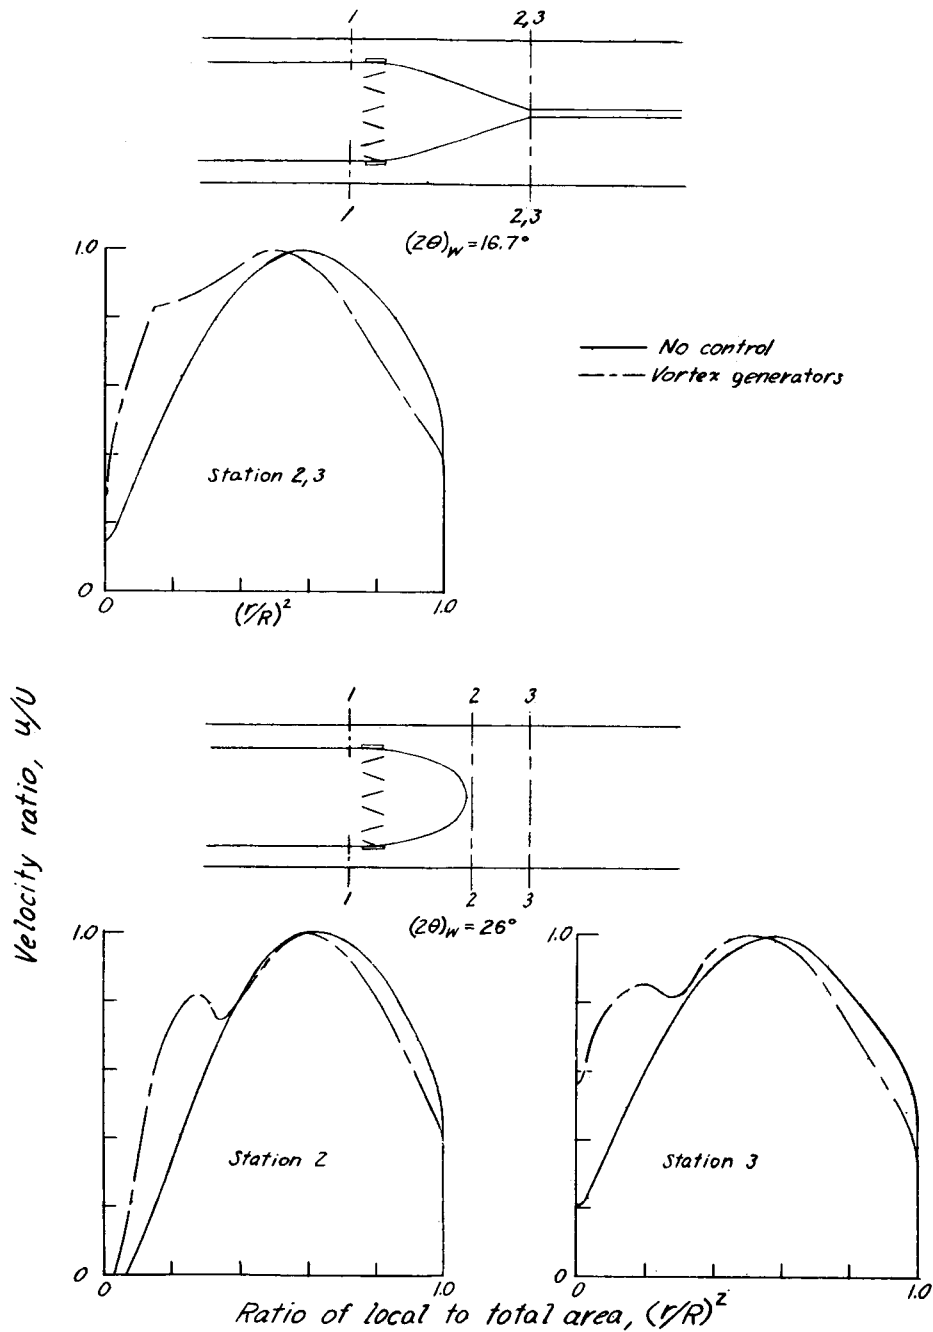 1 2,3
1 2,3
(2θ)w = 16.7°
1.0
0
0 (r/R)² 1.0
Station 2,3
No control
Vortex generators
Velocity ratio, u/U
1 2 3
1 2 3
(2θ)w = 26°
1.0
0
0 1.0
Station 2
1.0
0
0 1.0
Station 3
Ratio of local to total area, (r/R)²